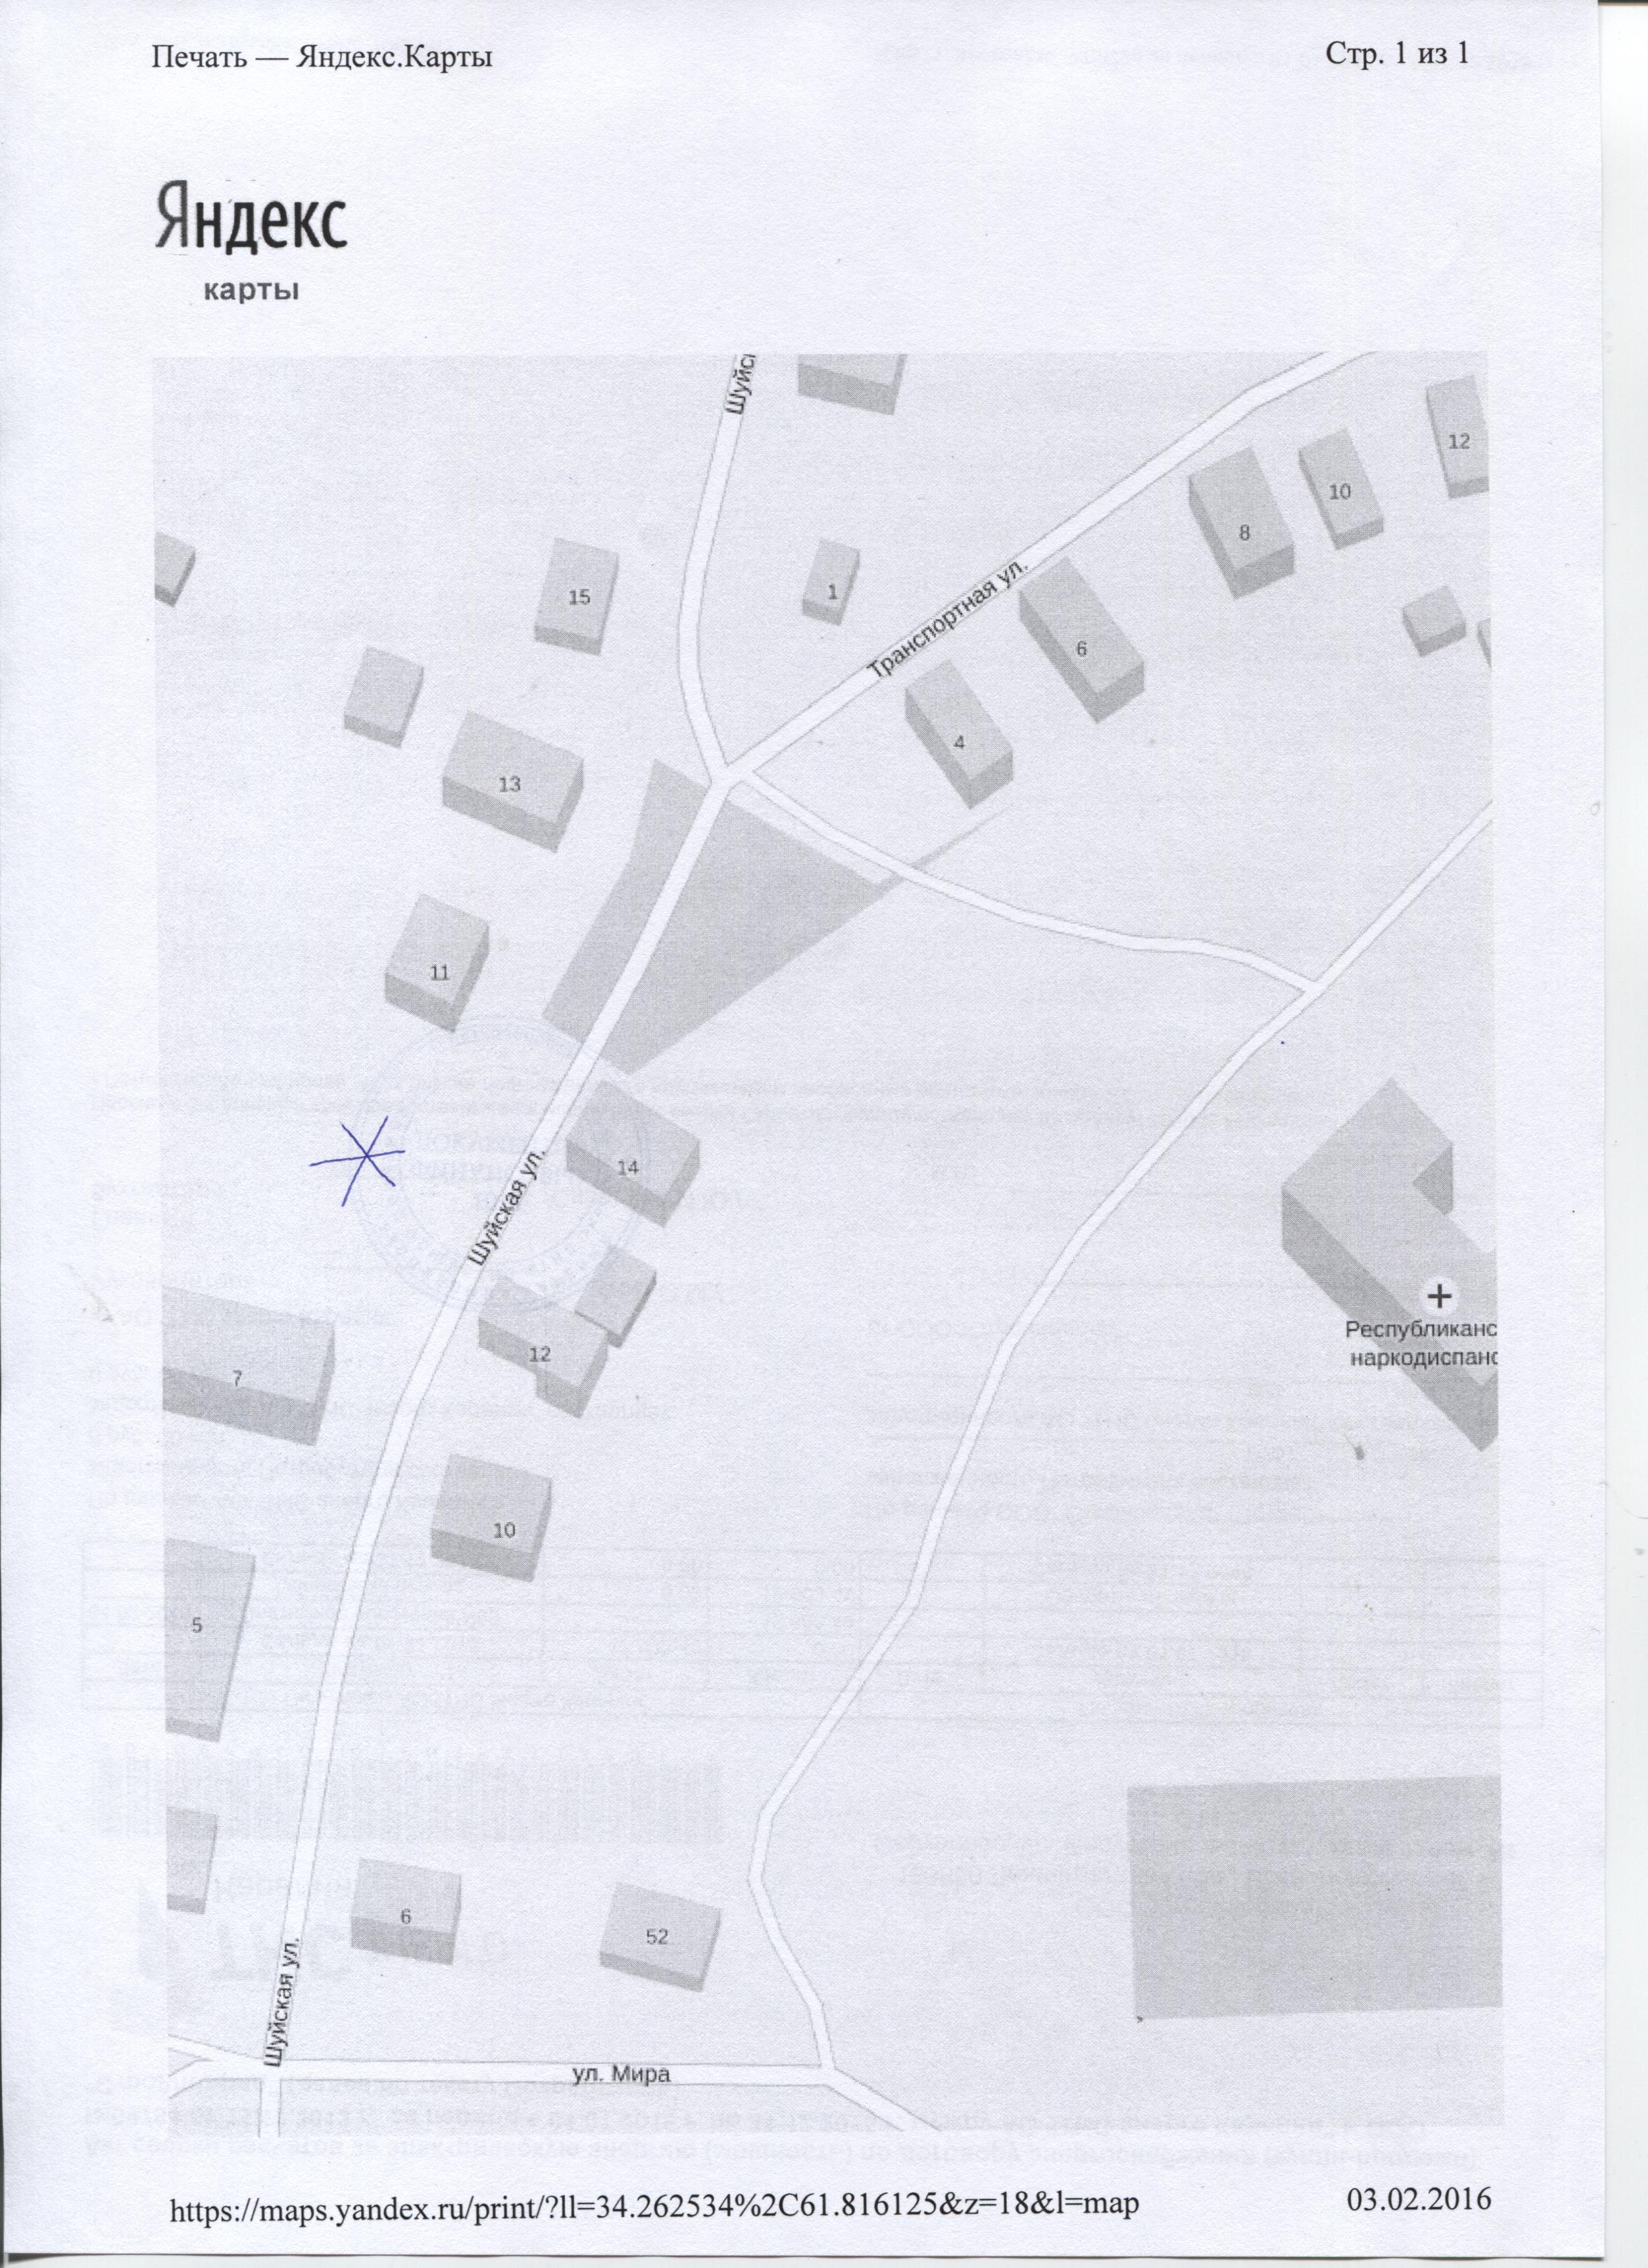 Печать — Яндекс.Карты
Стр. 1 из 1
Яндекс
карты
Шуйс
12
10
8
15
1
Транспортная ул.
6
4
13
11
14
Шуйская ул.
+
Республиканс
наркодиспанс
12
7
10
5
6
52
Шуйская ул.
ул. Мира
https://maps.yandex.ru/print/?ll=34.262534%2C61.816125&z=18&l=map
03.02.2016